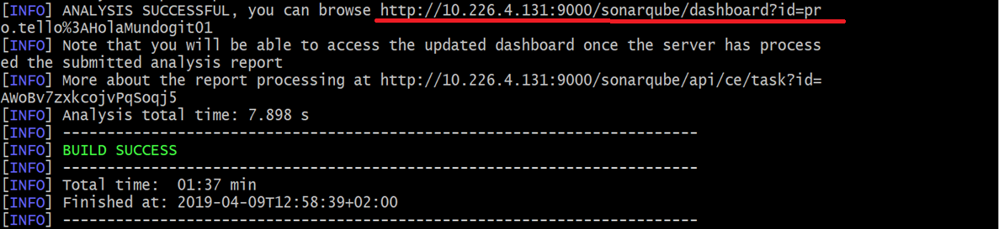 [INFO] ANALYSIS SUCCESSFUL, you can browse http://10.226.4.131:9000/sonarqube/dashboard?id=pr
o.tello%3AHolaMundogit01
[INFO] Note that you will be able to access the updated dashboard once the server has process
ed the submitted analysis report
[INFO] More about the report processing at http://10.226.4.131:9000/sonarqube/api/ce/task?id=
AWoBv7zxkcojvPqSoqj5
[INFO] Analysis total time: 7.898 s
[INFO] ------------------------------------------------------------------------
[INFO] BUILD SUCCESS
[INFO] ------------------------------------------------------------------------
[INFO] Total time:  01:37 min
[INFO] Finished at: 2019-04-09T12:58:39+02:00
[INFO] ------------------------------------------------------------------------